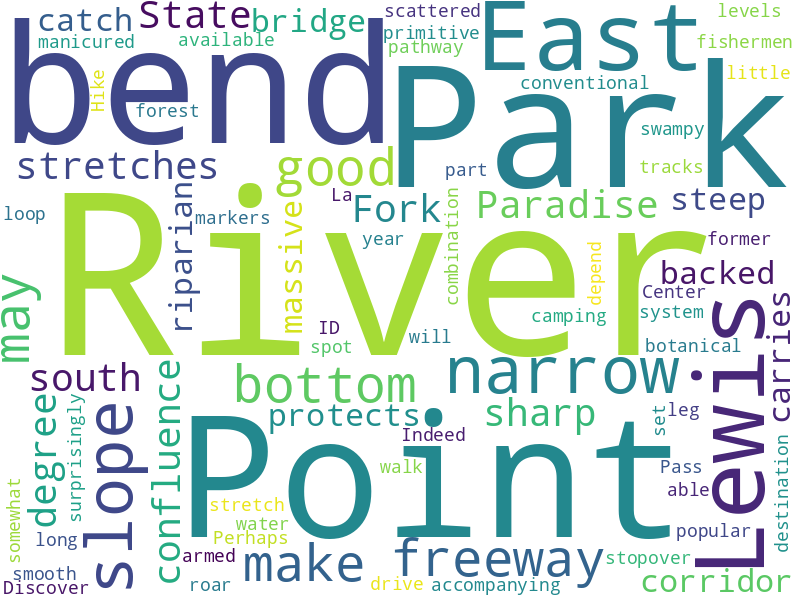 catch State bridge scattered East levels
manicured available primitive fishermen
bend pathway Park little
Hike forest conventional
swampy
stretches good part tracks
loop riparian markers La Fork Paradise steep
massive year combination former
River depend backed
Center
ID camping system
may spot will botanical
south confluence bottom narrow Lewis carries
degree slope protects sharp set leg
surprisingly Point Indeed
walk Pass
somewhat stretch able destination
long water popular
Perhaps
smooth armed make freeway stopover
Discover roar drive accompanying corridor